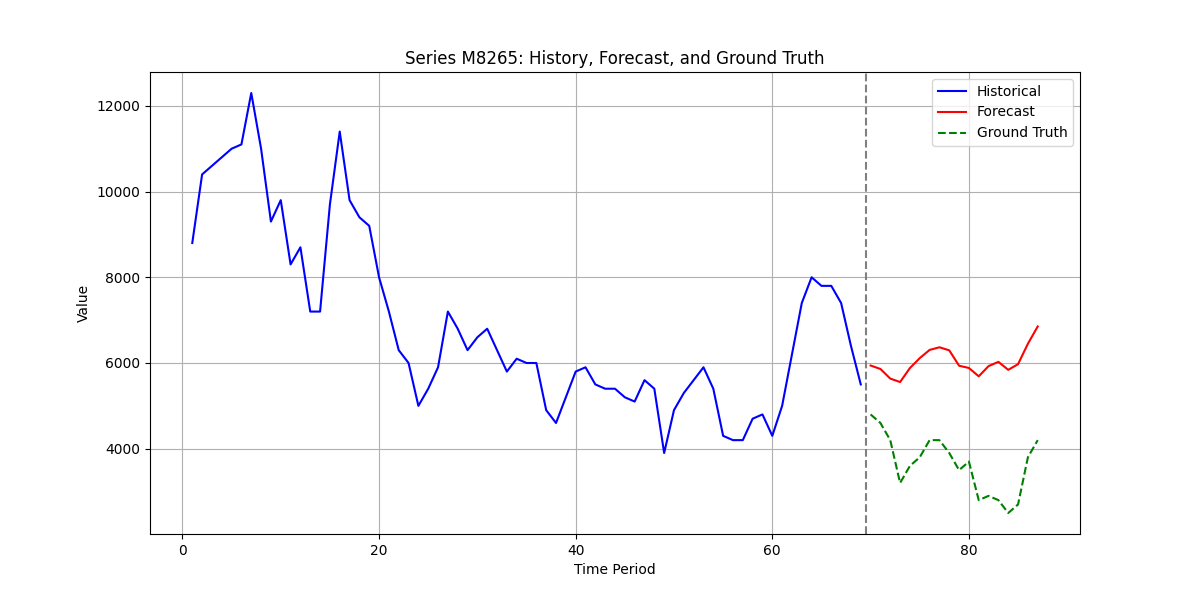 Series M8265: History, Forecast, and Ground Truth
Historical
Forecast
Ground Truth
12000
10000
8000
6000
4000
Value
0 20 40 60 80
Time Period